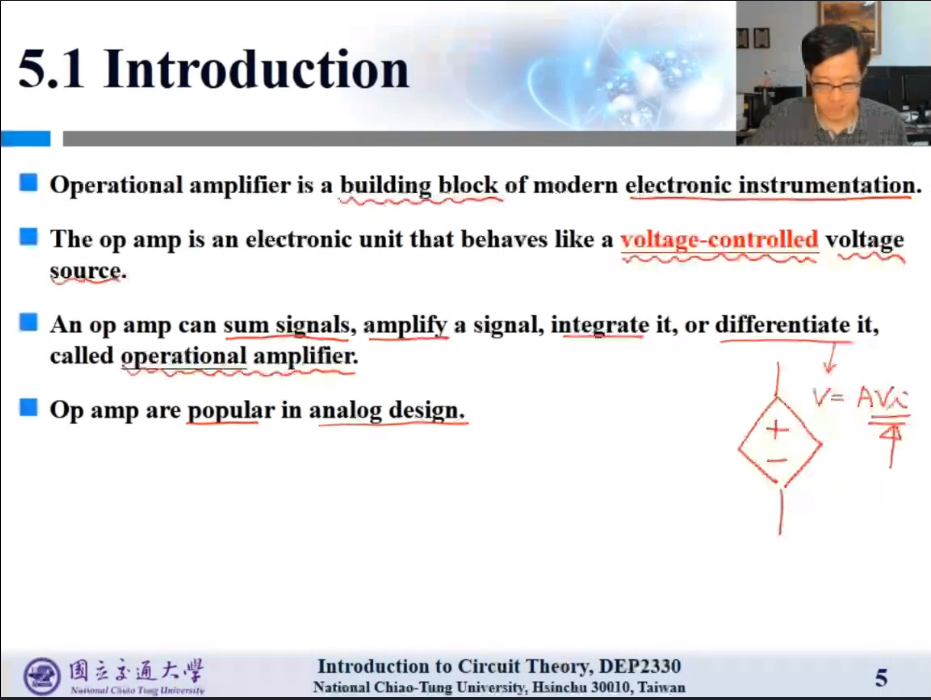 5.1 Introduction
Operational amplifier is a building block of modern electronic instrumentation.
The op amp is an electronic unit that behaves like a voltage-controlled voltage
source.
An op amp can sum signals, amplify a signal, integrate it, or differentiate it,
called operational amplifier.
Op amp are popular in analog design.
V = AVi
+
−
國立交通大學
National Chiao Tung University
Introduction to Circuit Theory, DEP2330
National Chiao-Tung University, Hsinchu 30010, Taiwan
5